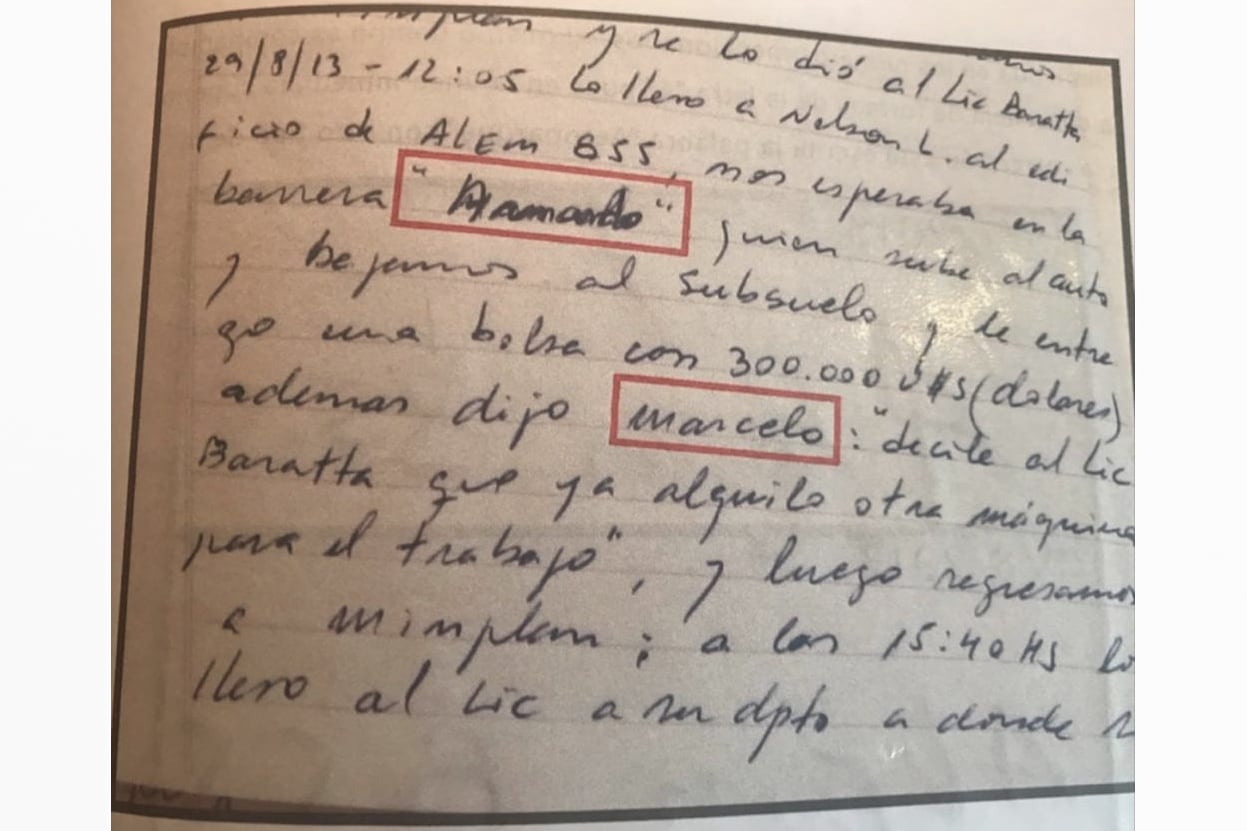 y se lo dió al Lic Baratta
29/8/13 - 12:05 Lo llevo a Nelson L. al edi
ficio de ALEM 855, nos esperaba en la
barrera "Armando" quien sube al auto
y bajamos al subsuelo y le entre
go una bolsa con 300.000 U$S (dolares)
ademas dijo Marcelo : "decile al Lic
Baratta que ya alquilo otra máquina
para el trabajo", y luego regresamos
a minplan ; a las 15:40 HS lo
llevo al Lic a su dpto a donde